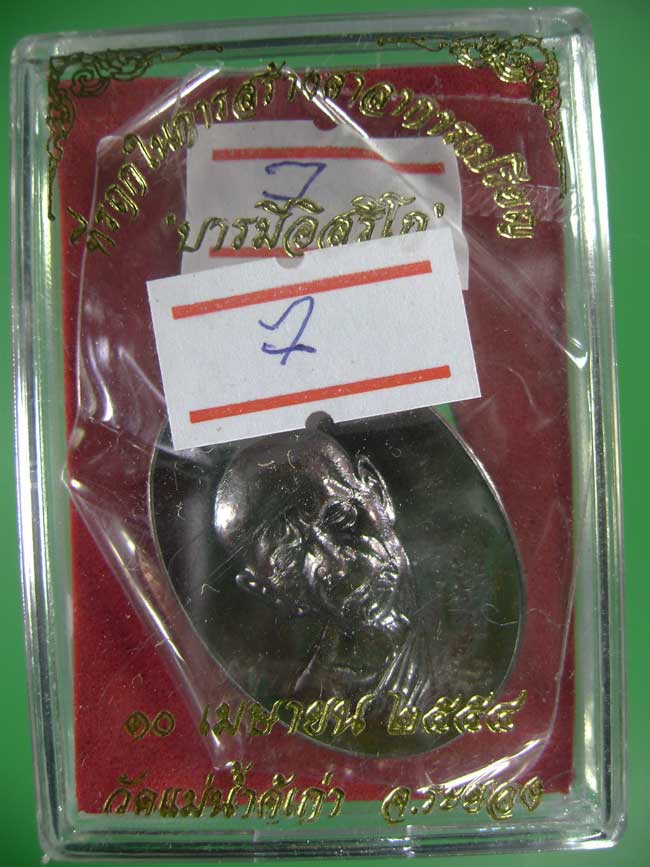 ที่ระลึกในการสร้างศาลาการเปรียญ
'บารมีอิสริโก'
๑๐ เมษายน ๒๕๕๔
วัดแม่น้ำคู้เก่า จ.ระยอง